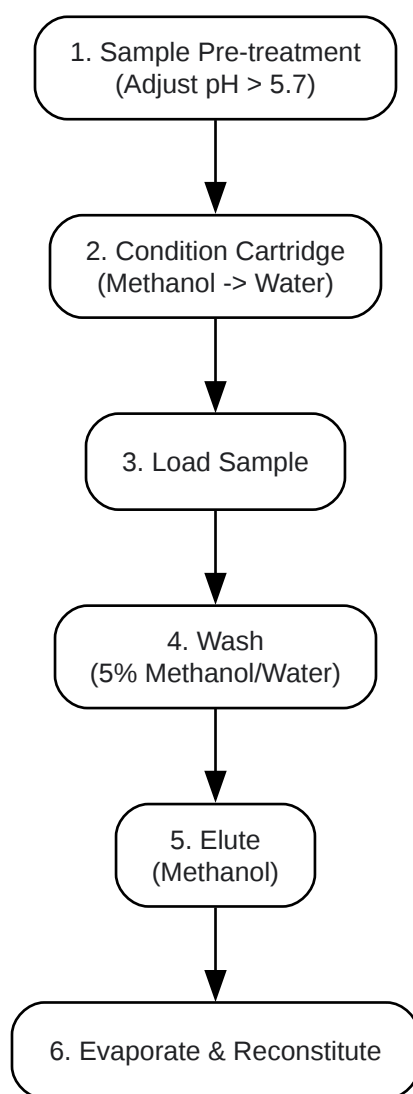 1. Sample Pre-treatment
(Adjust pH > 5.7)
2. Condition Cartridge
(Methanol -> Water)
3. Load Sample
4. Wash
(5% Methanol/Water)
5. Elute
(Methanol)
6. Evaporate & Reconstitute